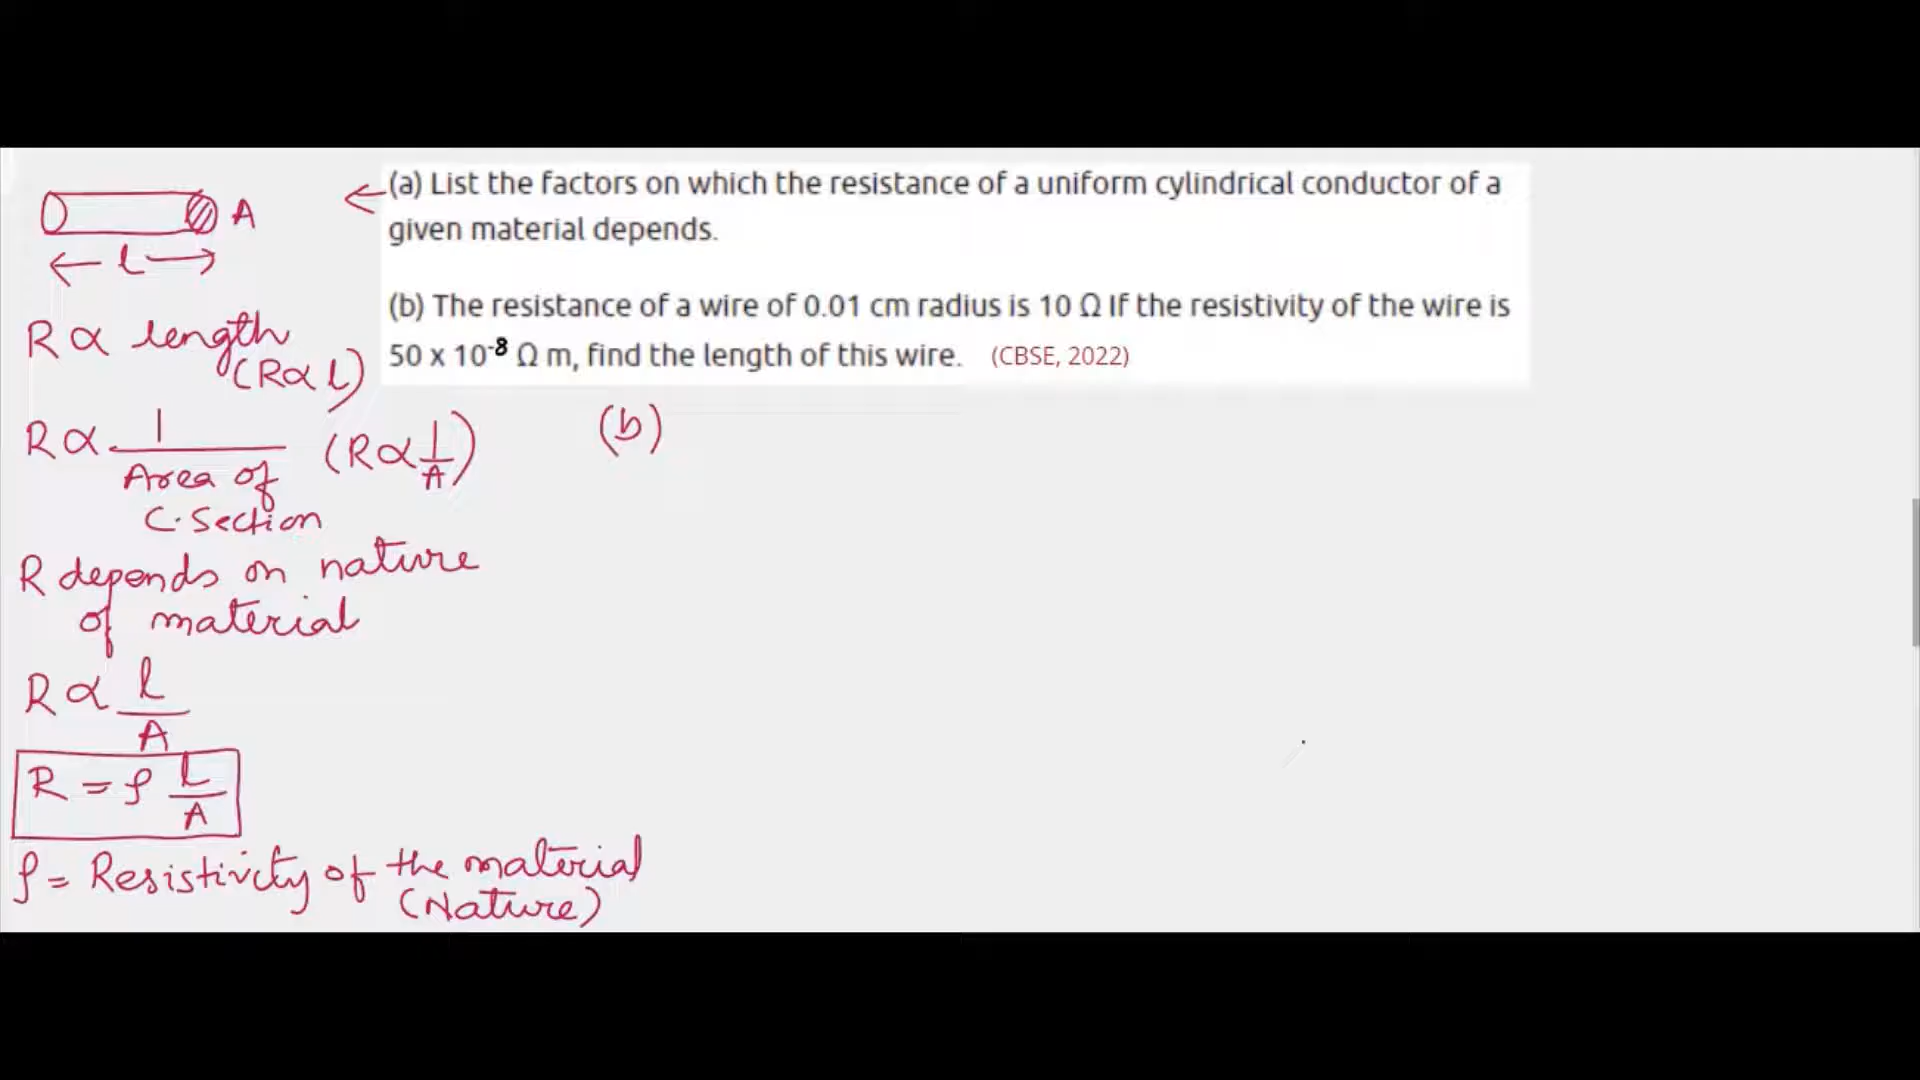 (a) List the factors on which the resistance of a uniform cylindrical conductor of a
given material depends.
(b) The resistance of a wire of 0.01 cm radius is 10 Ω If the resistivity of the wire is
50 x 10⁻⁸ Ω m, find the length of this wire. (CBSE, 2022)
A
l
R ∝ length
(R ∝ l)
R ∝ 1 / Area of
C. Section
(R ∝ 1/A)
R depends on nature
of material
R ∝ l/A
R = ρ L/A
ρ = Resistivity of the material
(Nature)
(b)